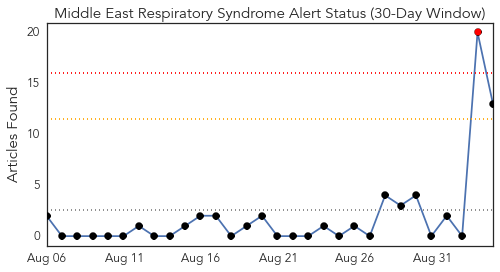 Middle East Respiratory Syndrome Alert Status (30-Day Window)
Articles Found
20
15
10
5
0
Aug 06 Aug 11 Aug 16 Aug 21 Aug 26 Aug 31